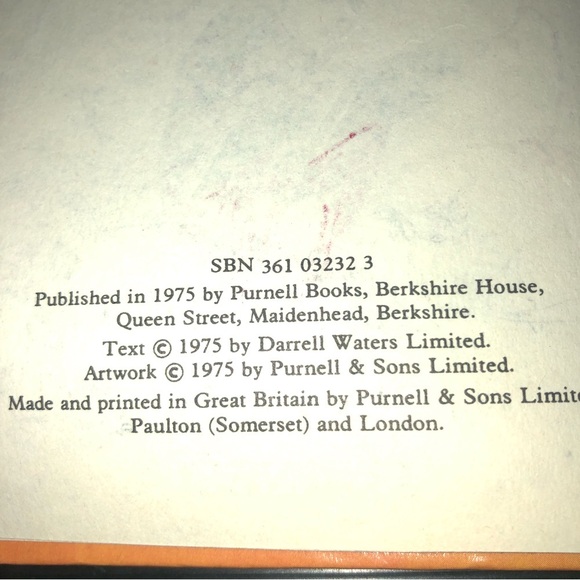 SBN 361 03232 3
Published in 1975 by Purnell Books, Berkshire House,
Queen Street, Maidenhead, Berkshire.
Text © 1975 by Darrell Waters Limited.
Artwork © 1975 by Purnell & Sons Limited.
Made and printed in Great Britain by Purnell & Sons
Paulton (Somerset) and London.